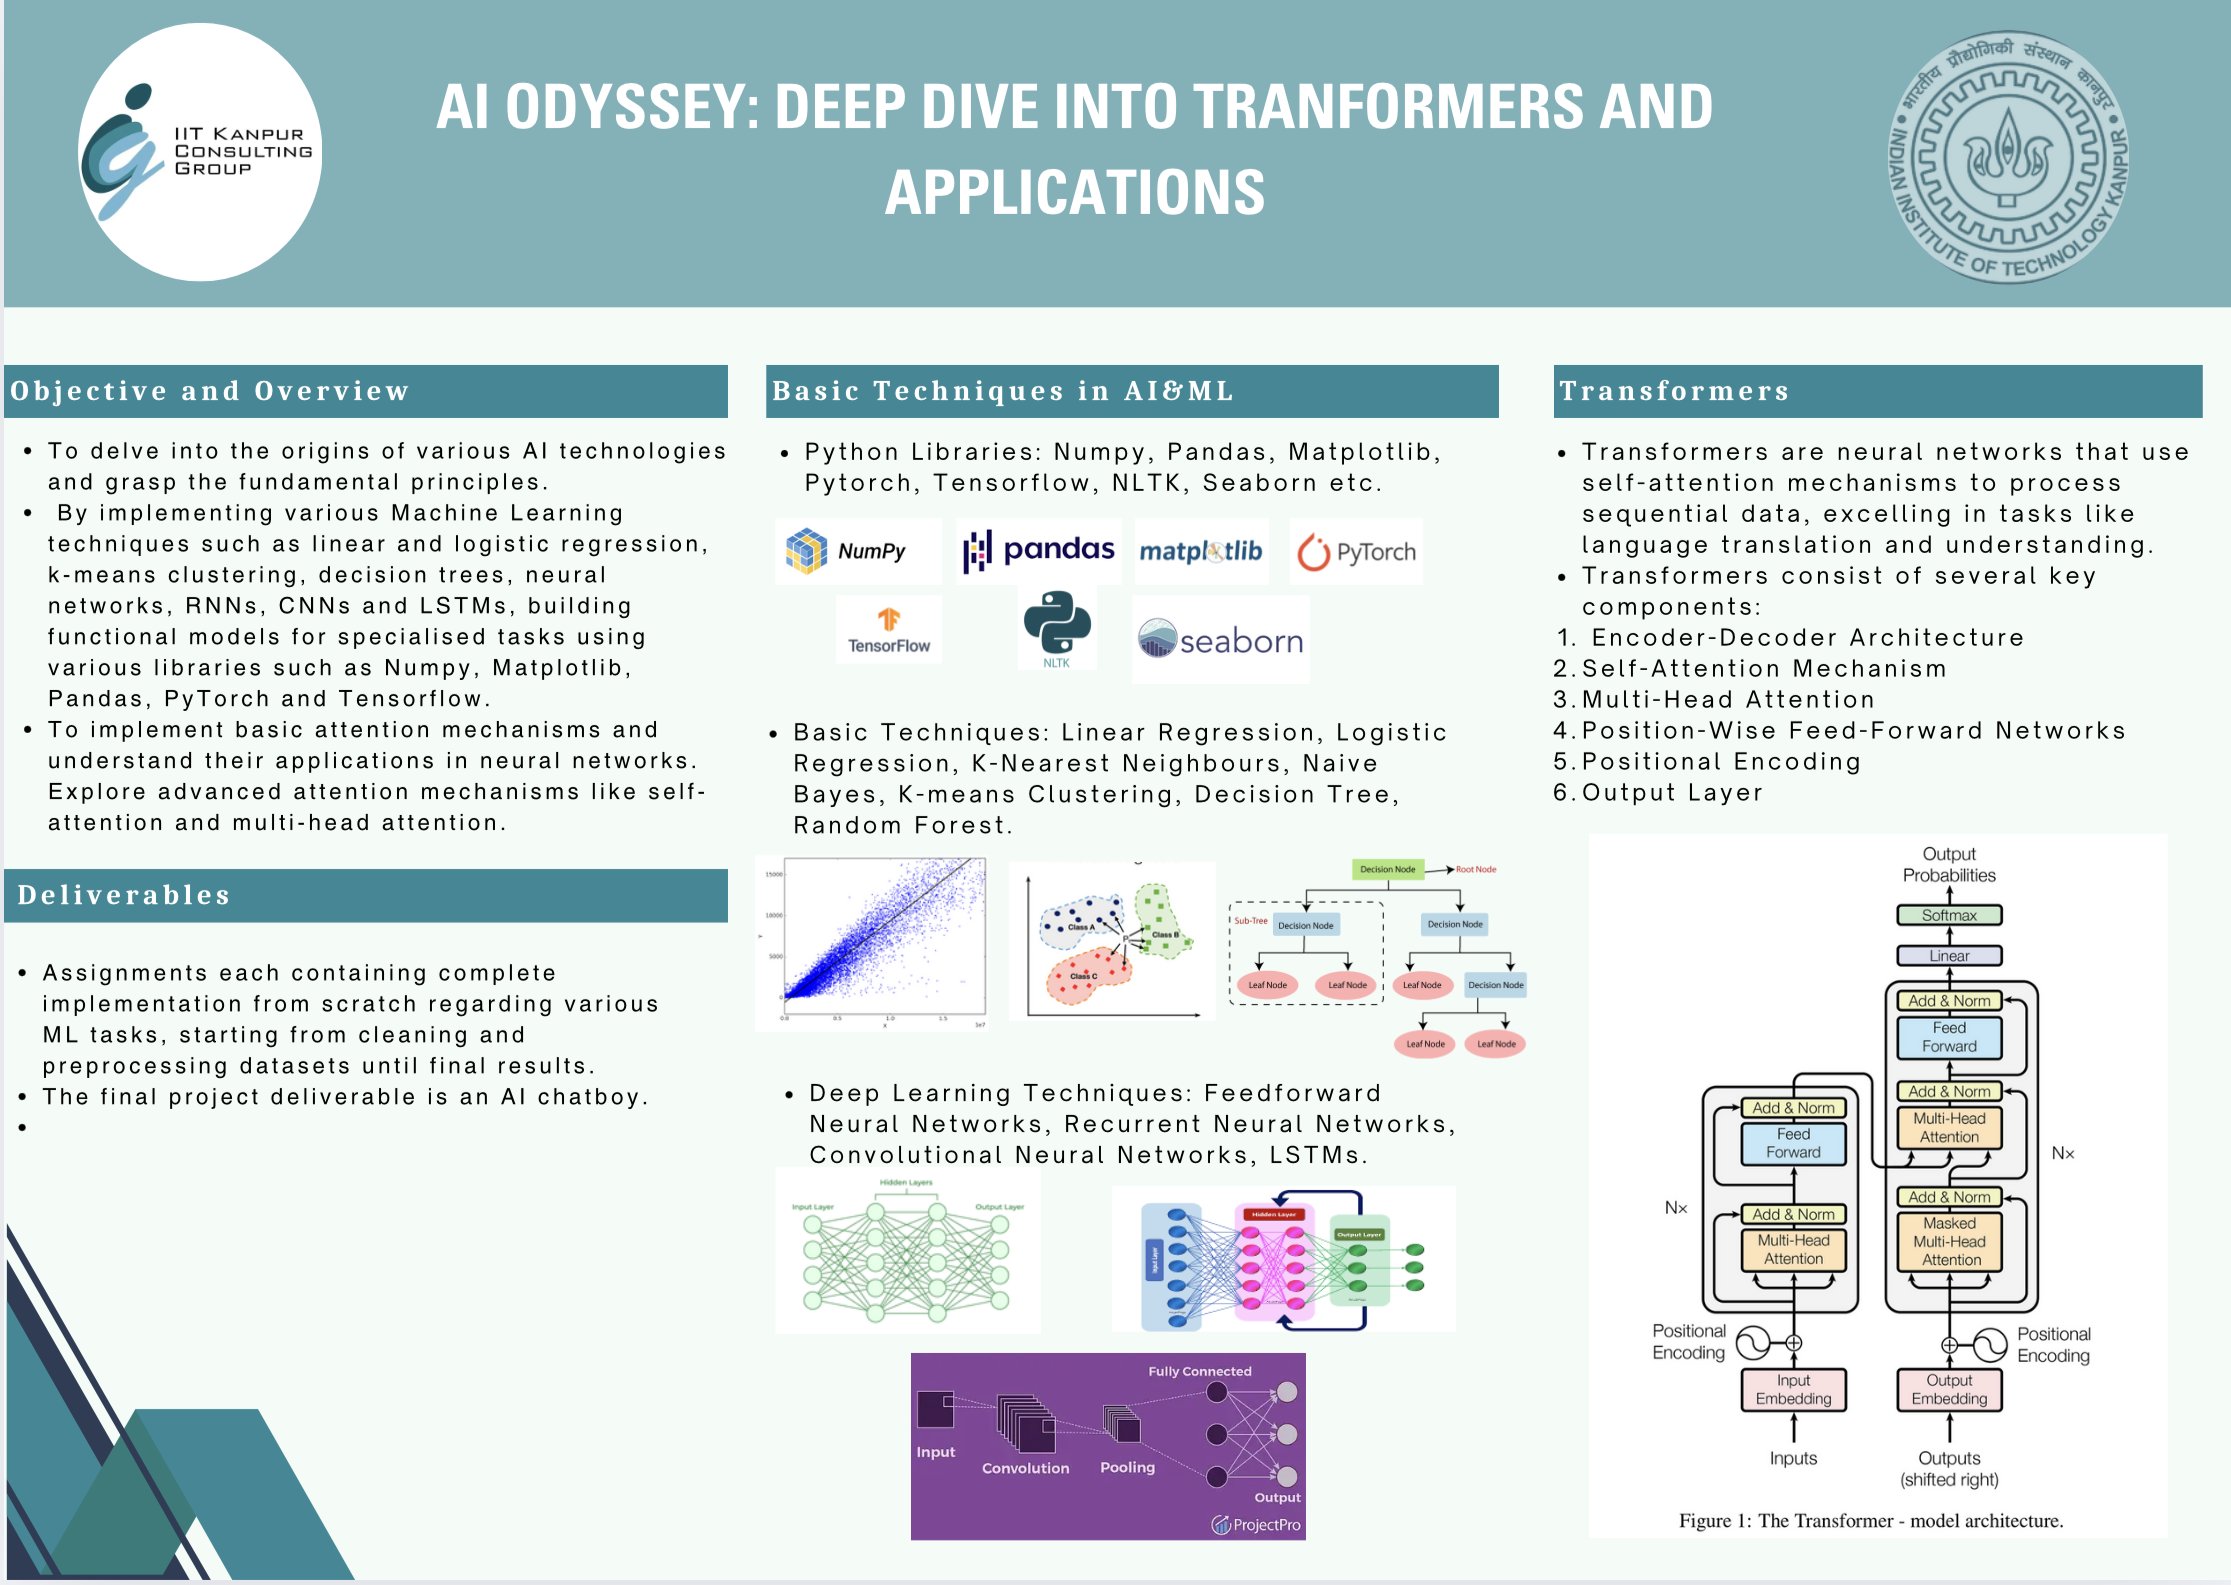 IIT KANPUR
CONSULTING
GROUP
AI ODYSSEY: DEEP DIVE INTO TRANFORMERS AND
APPLICATIONS
भारतीय प्रौद्योगिकी संस्थान कानपुर
INDIAN INSTITUTE OF TECHNOLOGY KANPUR
Objective and Overview
• To delve into the origins of various AI technologies
and grasp the fundamental principles.
• By implementing various Machine Learning
techniques such as linear and logistic regression,
k-means clustering, decision trees, neural
networks, RNNs, CNNs and LSTMs, building
functional models for specialised tasks using
various libraries such as Numpy, Matplotlib,
Pandas, PyTorch and Tensorflow.
• To implement basic attention mechanisms and
understand their applications in neural networks.
Explore advanced attention mechanisms like self-
attention and multi-head attention.
Deliverables
• Assignments each containing complete
implementation from scratch regarding various
ML tasks, starting from cleaning and
preprocessing datasets until final results.
• The final project deliverable is an AI chatboy.
•
Basic Techniques in AI&ML
• Python Libraries: Numpy, Pandas, Matplotlib,
Pytorch, Tensorflow, NLTK, Seaborn etc.
NumPy
pandas
matplotlib
PyTorch
TensorFlow
NLTK
seaborn
• Basic Techniques: Linear Regression, Logistic
Regression, K-Nearest Neighbours, Naive
Bayes, K-means Clustering, Decision Tree,
Random Forest.
15000
10000
5000
0
0.0 0.5 1.0 1.5
X
1e7
Class A
Class B
P
Class C
Decision Node
Root Node
Sub-Tree
Decision Node
Decision Node
Leaf Node
Leaf Node
Leaf Node
Decision Node
Leaf Node
Leaf Node
• Deep Learning Techniques: Feedforward
Neural Networks, Recurrent Neural Networks,
Convolutional Neural Networks, LSTMs.
Hidden Layers
Input Layer
Output Layer
Input Layer
Hidden Layer
Output Layer
Fully Connected
Input
Convolution
Pooling
Output
ProjectPro
Transformers
• Transformers are neural networks that use
self-attention mechanisms to process
sequential data, excelling in tasks like
language translation and understanding.
• Transformers consist of several key
components:
1. Encoder-Decoder Architecture
2. Self-Attention Mechanism
3. Multi-Head Attention
4. Position-Wise Feed-Forward Networks
5. Positional Encoding
6. Output Layer
Output
Probabilities
Softmax
Linear
Add & Norm
Feed
Forward
Add & Norm
Multi-Head
Attention
Add & Norm
Masked
Multi-Head
Attention
Nx
Add & Norm
Feed
Forward
Add & Norm
Multi-Head
Attention
Nx
Positional
Encoding
Positional
Encoding
Input
Embedding
Output
Embedding
Inputs
Outputs
(shifted right)
Figure 1: The Transformer - model architecture.